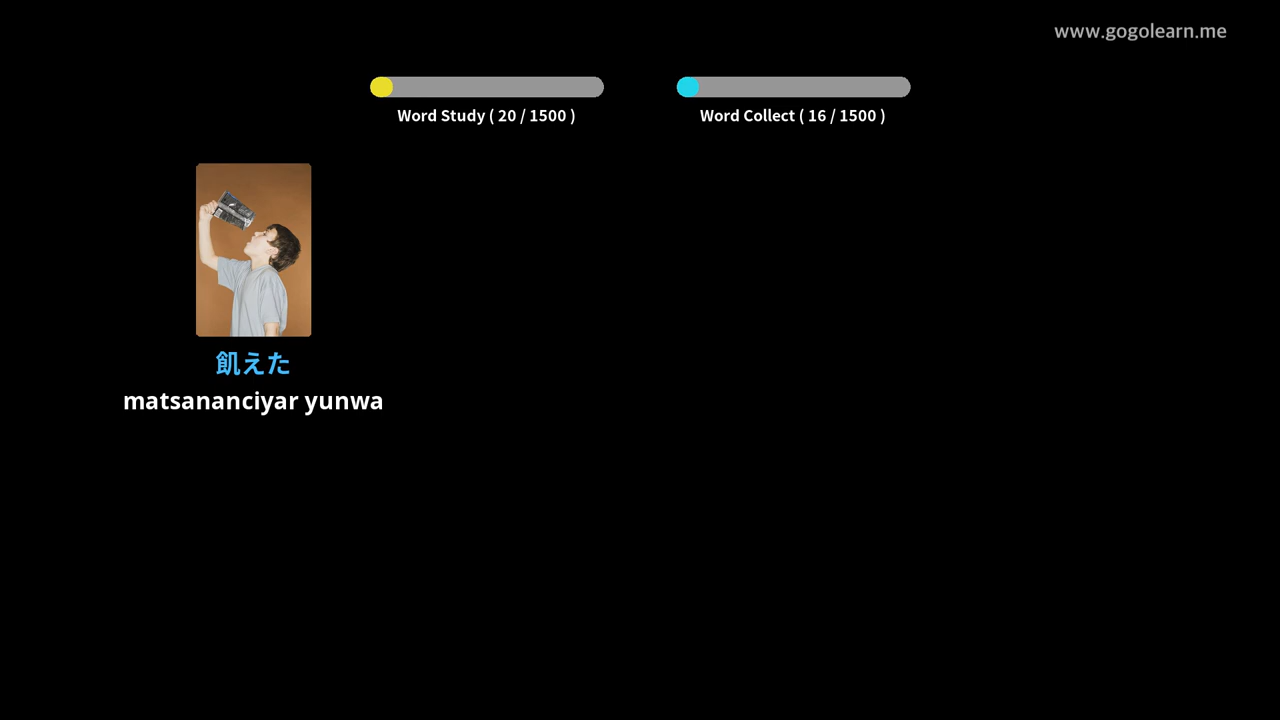 www.gogolearn.me
Word Study ( 20 / 1500 )
Word Collect ( 16 / 1500 )
飢えた
matsananciyar yunwa